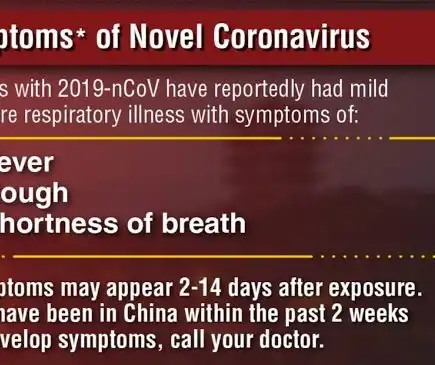 ptoms* of Novel Coronavirus
s with 2019-nCoV have reportedly had mild
re respiratory illness with symptoms of:
ever
ough
hortness of breath
ptoms may appear 2-14 days after exposure.
have been in China within the past 2 weeks
velop symptoms, call your doctor.